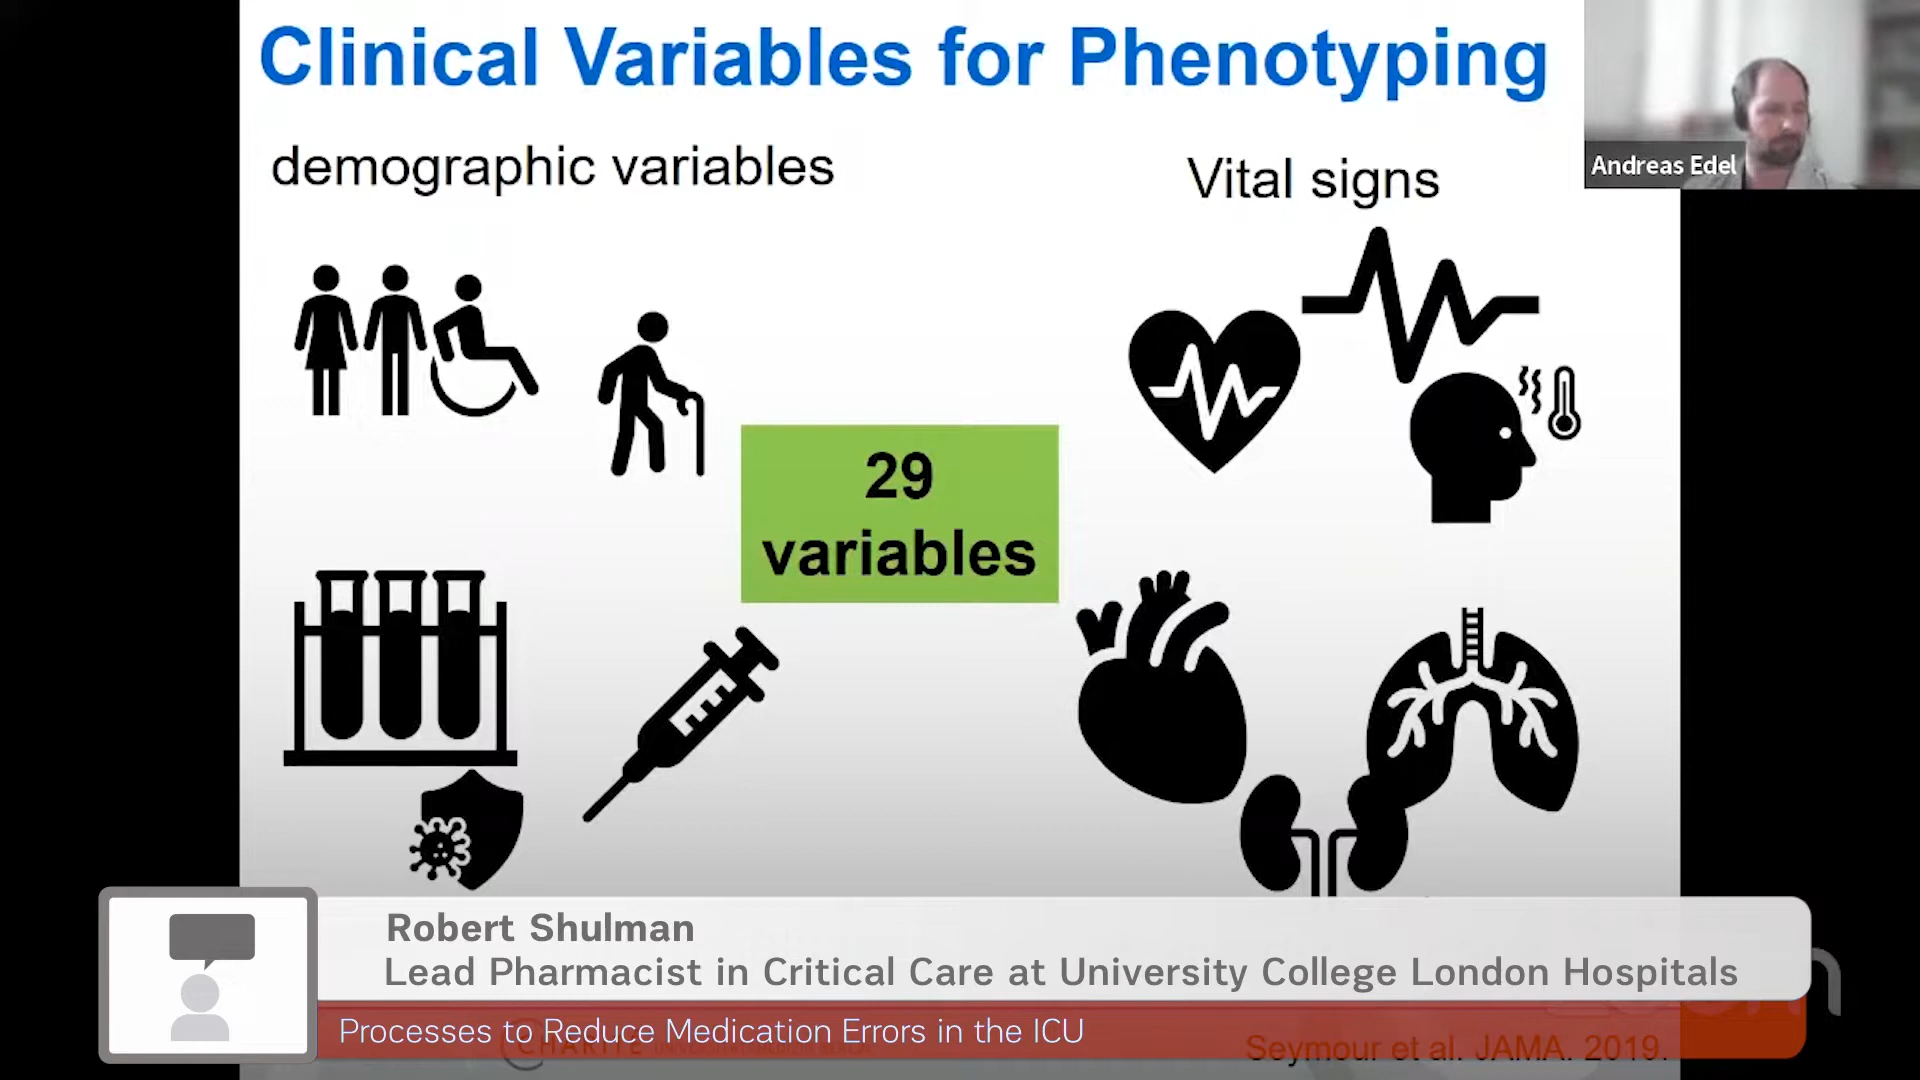 Clinical Variables for Phenotyping
Andreas Edel
demographic variables
Vital signs
29
variables
Robert Shulman
Lead Pharmacist in Critical Care at University College London Hospitals
Processes to Reduce Medication Errors in the ICU
Seymour et al. JAMA. 2019.